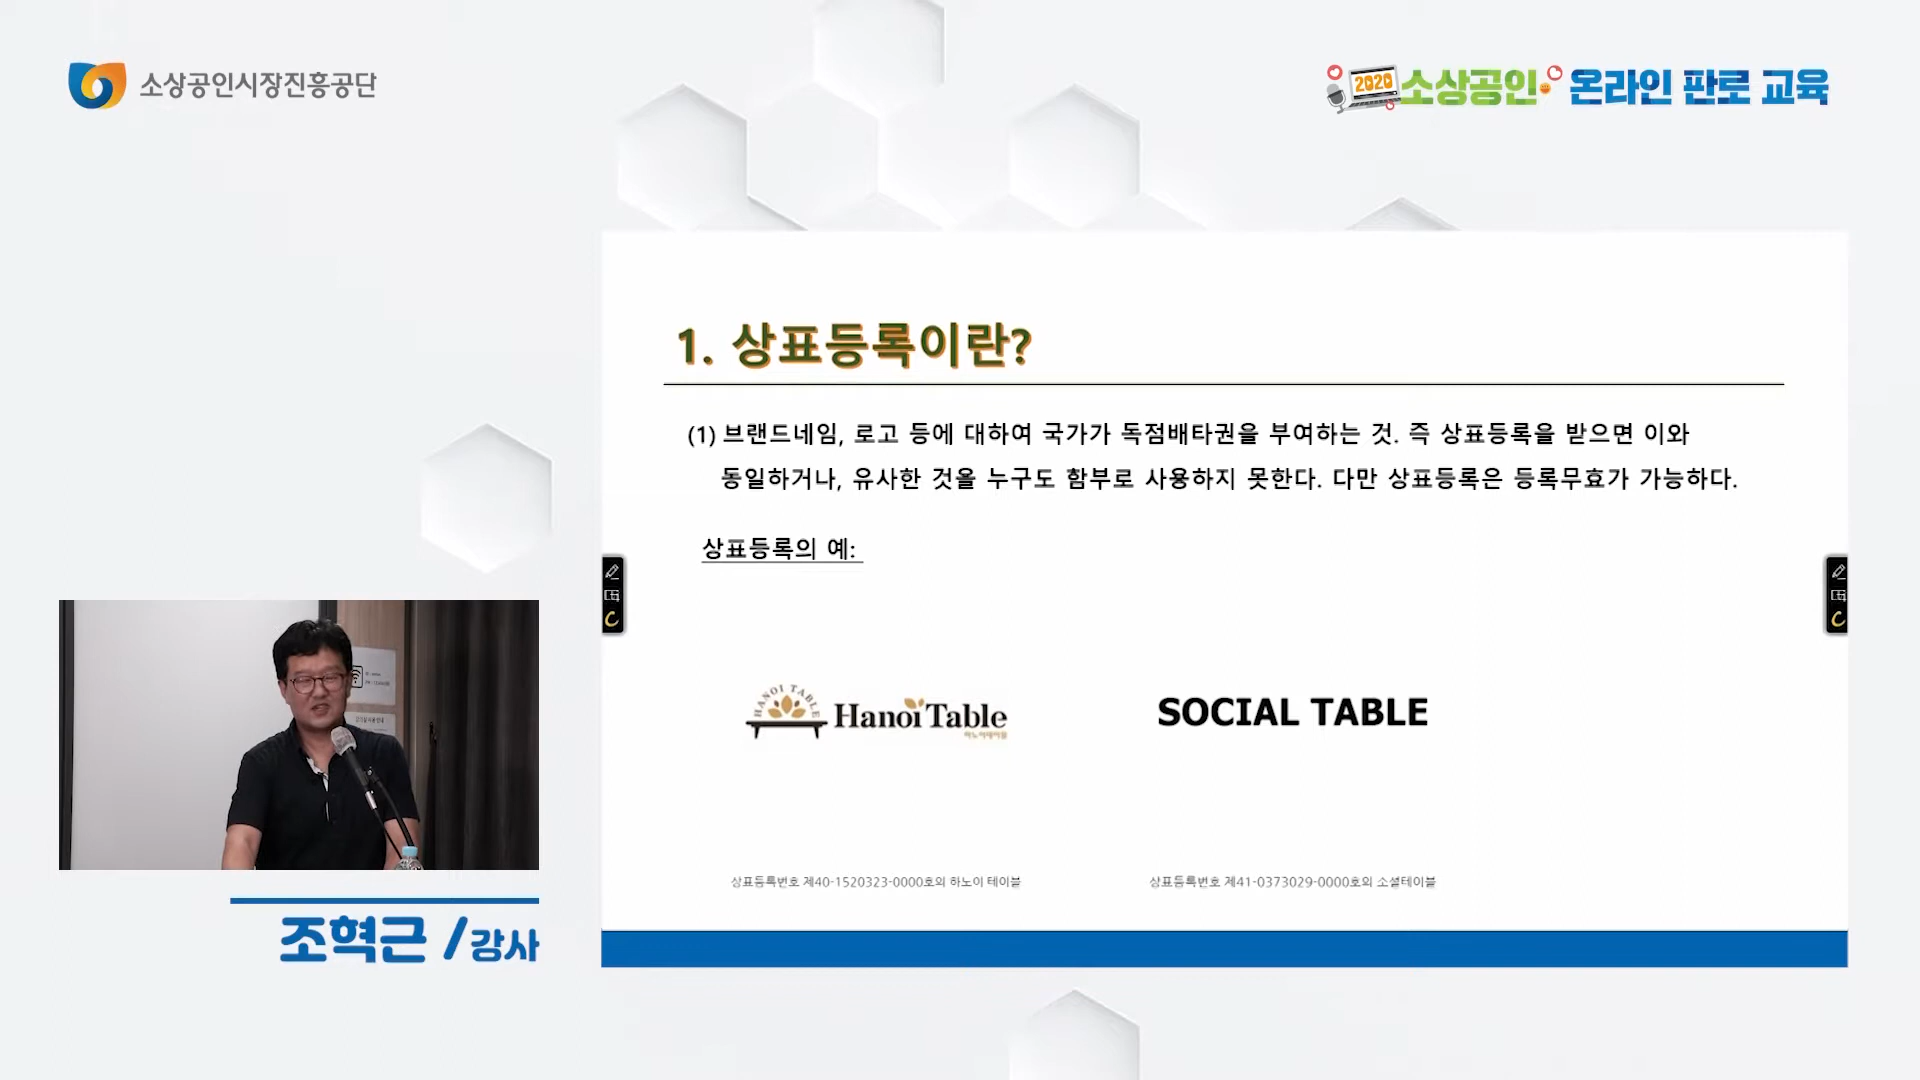 소상공인시장진흥공단
2020 소상공인 온라인 판로 교육
1. 상표등록이란?
(1) 브랜드네임, 로고 등에 대하여 국가가 독점배타권을 부여하는 것. 즉 상표등록을 받으면 이와
동일하거나, 유사한 것을 누구도 함부로 사용하지 못한다. 다만 상표등록은 등록무효가 가능하다.
상표등록의 예:
HANOI TABLE
Hanoi Table
하노이테이블
SOCIAL TABLE
상표등록번호 제40-1520323-0000호의 하노이 테이블
상표등록번호 제41-0373029-0000호의 소셜테이블
조혁근 / 강사